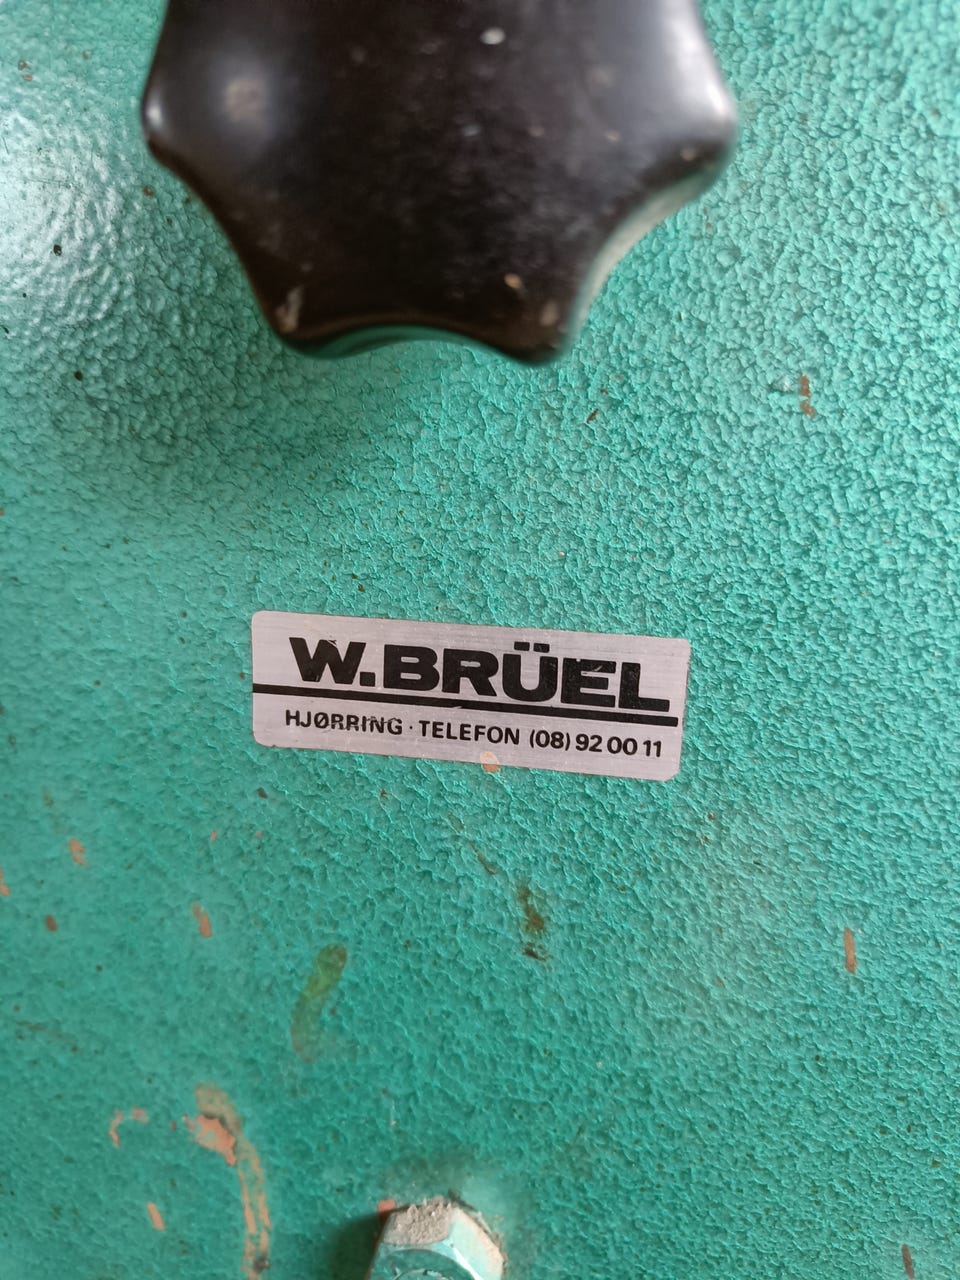 W.BRÜEL
HJØRRING · TELEFON (08) 92 00 11